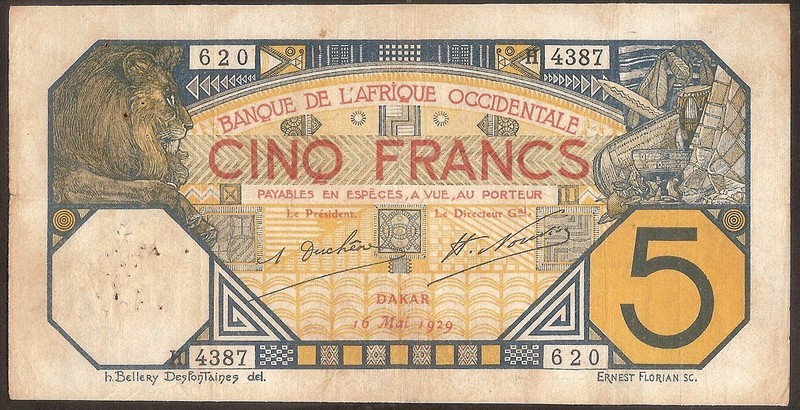 620
H 4387
BANQUE DE L'AFRIQUE OCCIDENTALE
CINQ FRANCS
PAYABLES EN ESPÈCES, A VUE, AU PORTEUR
Le Président. Le Directeur Gᵃˡ.
Duchêne
DAKAR
16 Mai 1929
5
H 4387
620
h. Bellery DesfonTaines del.
ERNEST FLORIAN SC.